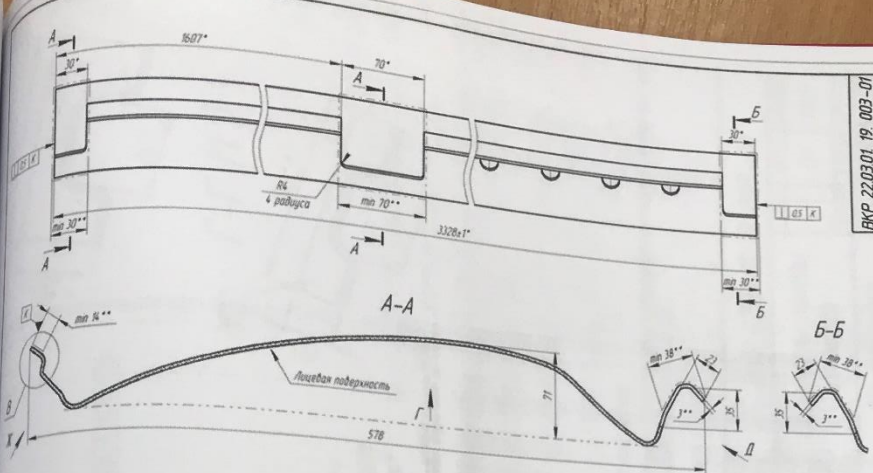 А
1607*
30°
70°
А
Б
30°
ВКР 22.03.01. 19. 003-01
0,5 К
R4
4 радиуса
min 70**
min 30**
А
А
3328±1*
0,5 К
min 30**
Б
А-А
Б-Б
К
min 14**
Лицевая поверхность
Г
71
В
Х
578
min 38**
23
35
3**
Д
23
min 38**
35
3**